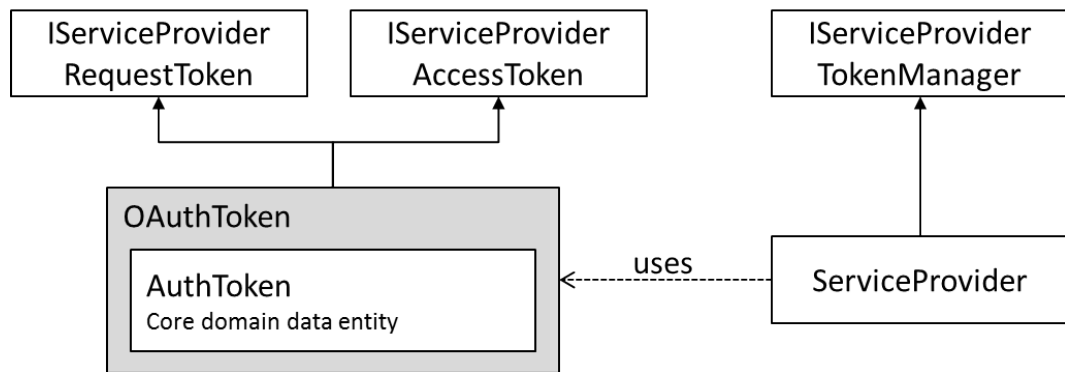 IServiceProvider
RequestToken
IServiceProvider
AccessToken
IServiceProvider
TokenManager
OAuthToken
AuthToken
Core domain data entity
uses
ServiceProvider